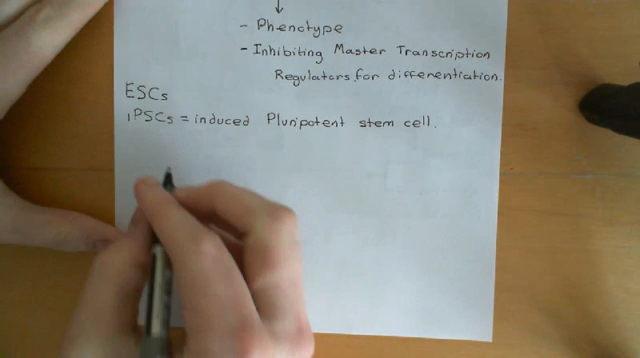 - Phenotype
- Inhibiting Master Transcription
Regulators for differentiation.
ESCs
iPSCs = induced Pluripotent stem cell.